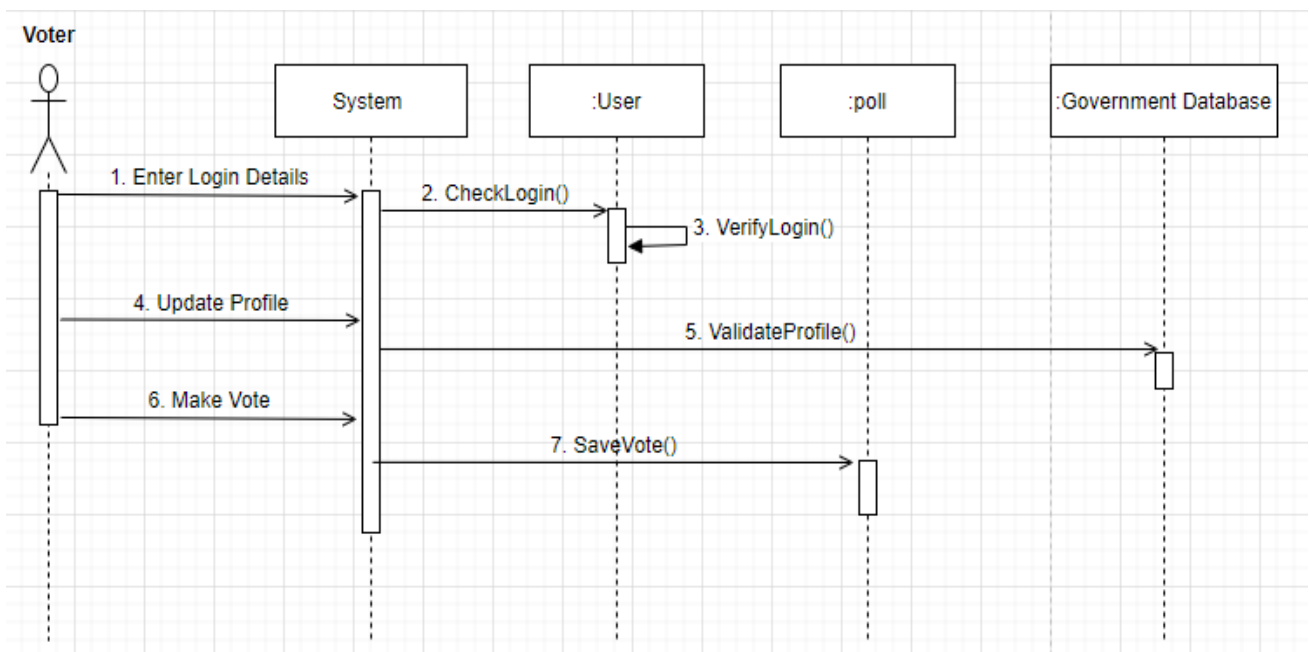 Voter
System
:User
:poll
:Government Database
1. Enter Login Details
2. CheckLogin()
3. VerifyLogin()
4. Update Profile
5. ValidateProfile()
6. Make Vote
7. SaveVote()